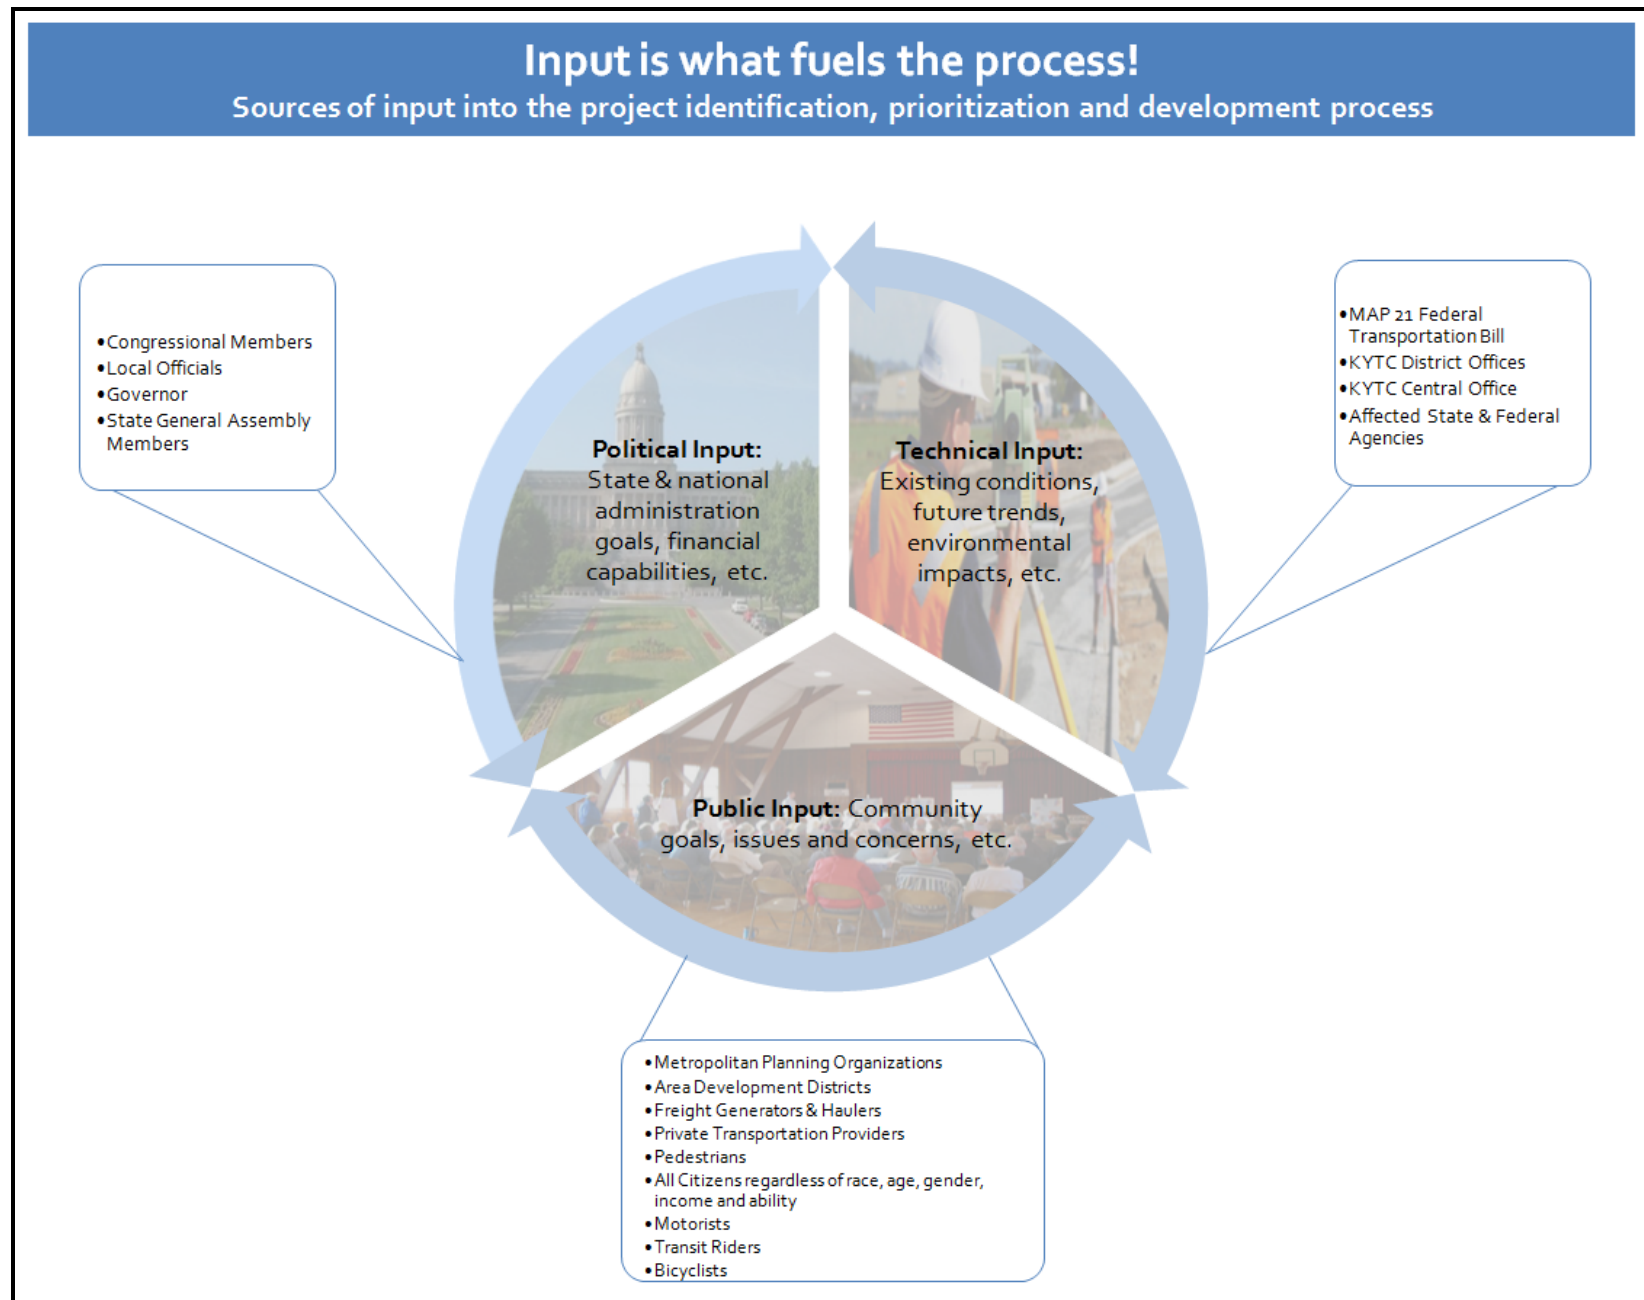 Input is what fuels the process!
Sources of input into the project identification, prioritization and development process
•Congressional Members
•Local Officials
•Governor
•State General Assembly
Members
Political Input:
State & national
administration
goals, financial
capabilities, etc.
Technical Input:
Existing conditions,
future trends,
environmental
impacts, etc.
•MAP 21 Federal
Transportation Bill
•KYTC District Offices
•KYTC Central Office
•Affected State & Federal
Agencies
Public Input: Community
goals, issues and concerns, etc.
•Metropolitan Planning Organizations
•Area Development Districts
•Freight Generators & Haulers
•Private Transportation Providers
•Pedestrians
•All Citizens regardless of race, age, gender,
income and ability
•Motorists
•Transit Riders
•Bicyclists